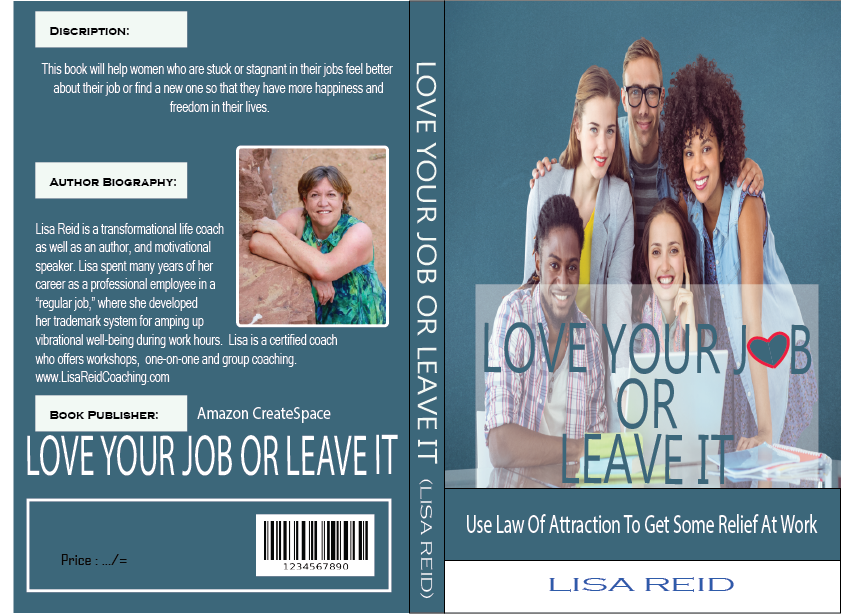 Discription:
This book will help women who are stuck or stagnant in their jobs feel better
about their job or find a new one so that they have more happiness and
freedom in their lives.
Author Biography:
Lisa Reid is a transformational life coach
as well as an author, and motivational
speaker. Lisa spent many years of her
career as a professional employee in a
“regular job,” where she developed
her trademark system for amping up
vibrational well-being during work hours. Lisa is a certified coach
who offers workshops, one-on-one and group coaching.
www.LisaReidCoaching.com
Book Publisher: Amazon CreateSpace
LOVE YOUR JOB OR LEAVE IT
Price : .../=
1234567890
LOVE YOUR JOB OR LEAVE IT (LISA REID)
LOVE YOUR JOB
OR
LEAVE IT
Use Law Of Attraction To Get Some Relief At Work
LISA REID